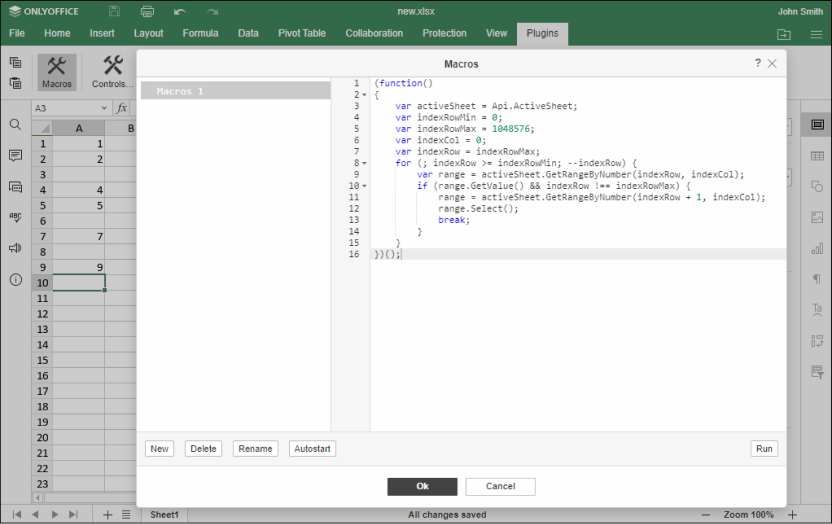 ONLYOFFICE
new.xlsx
John Smith
File Home Insert Layout Formula Data Pivot Table Collaboration Protection View Plugins
Macros
Controls...
A3
fx
A
B
1 1
2 2
3
4 4
5 5
6
7 7
8
9 9
10
11
12
13
14
15
16
17
18
19
20
21
22
23
Macros
?
Macros 1
1 (function()
2 {
3 var activeSheet = Api.ActiveSheet;
4 var indexRowMin = 0;
5 var indexRowMax = 1048576;
6 var indexCol = 0;
7 var indexRow = indexRowMax;
8 for (; indexRow >= indexRowMin; --indexRow) {
9 var range = activeSheet.GetRangeByNumber(indexRow, indexCol);
10 if (range.GetValue() && indexRow !== indexRowMax) {
11 range = activeSheet.GetRangeByNumber(indexRow + 1, indexCol);
12 range.Select();
13 break;
14 }
15 }
16 })();
New Delete Rename Autostart Run
Ok Cancel
Sheet1
All changes saved
Zoom 100%